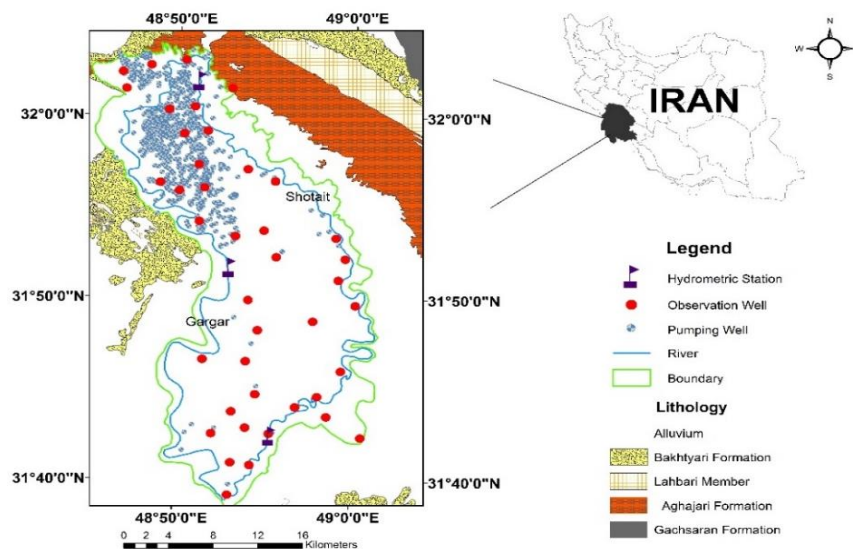 48°50'0"E
49°0'0"E
32°0'0"N
31°50'0"N
31°40'0"N
Shotait
Gargar
32°0'0"N
31°50'0"N
31°40'0"N
48°50'0"E
49°0'0"E
0 1 2 4 8 12 16
Kilometers
IRAN
N
W
E
S
Legend
Hydrometric Station
Observation Well
Pumping Well
River
Boundary
Lithology
Alluvium
Bakhtyari Formation
Lahbari Member
Aghajari Formation
Gachsaran Formation